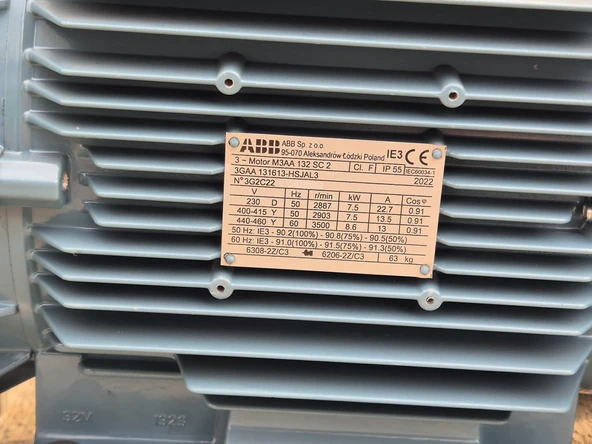 ABB ABB Sp. z o.o.
95-070 Aleksandrów Łódzki Poland IE3 CE
3 ~ Motor M3AA 132 SC 2 Cl. F IP 55 IEC60034-1
3GAA 131613-HSJAL3 2022
N° 3G2C22
V Hz r/min kW A Cos φ
230 D 50 2887 7.5 22.7 0.91
400-415 Y 50 2903 7.5 13.5 0.91
440-460 Y 60 3500 8.6 13 0.91
50 Hz: IE3 - 90.2(100%) - 90.8(75%) - 90.5(50%)
60 Hz: IE3 - 91.0(100%) - 91.5(75%) - 91.3(50%)
6308-2Z/C3 6206-2Z/C3 63 kg
32V 1329